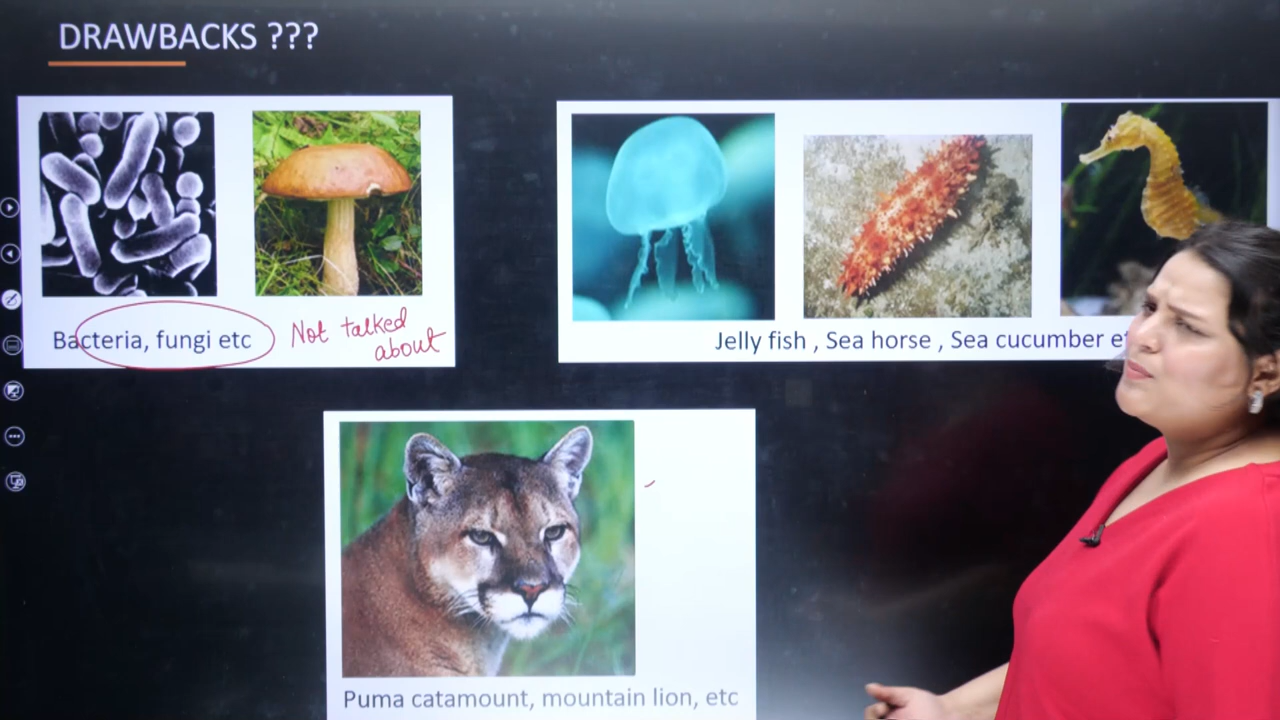 DRAWBACKS ???
Bacteria, fungi etc
Not talked
about
Jelly fish , Sea horse , Sea cucumber
Puma catamount, mountain lion, etc